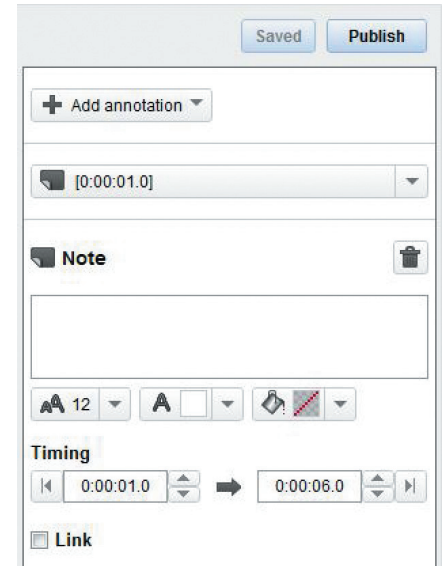 Saved Publish
Add annotation
[0:00:01.0]
Note
12 A
Timing
0:00:01.0 0:00:06.0
Link